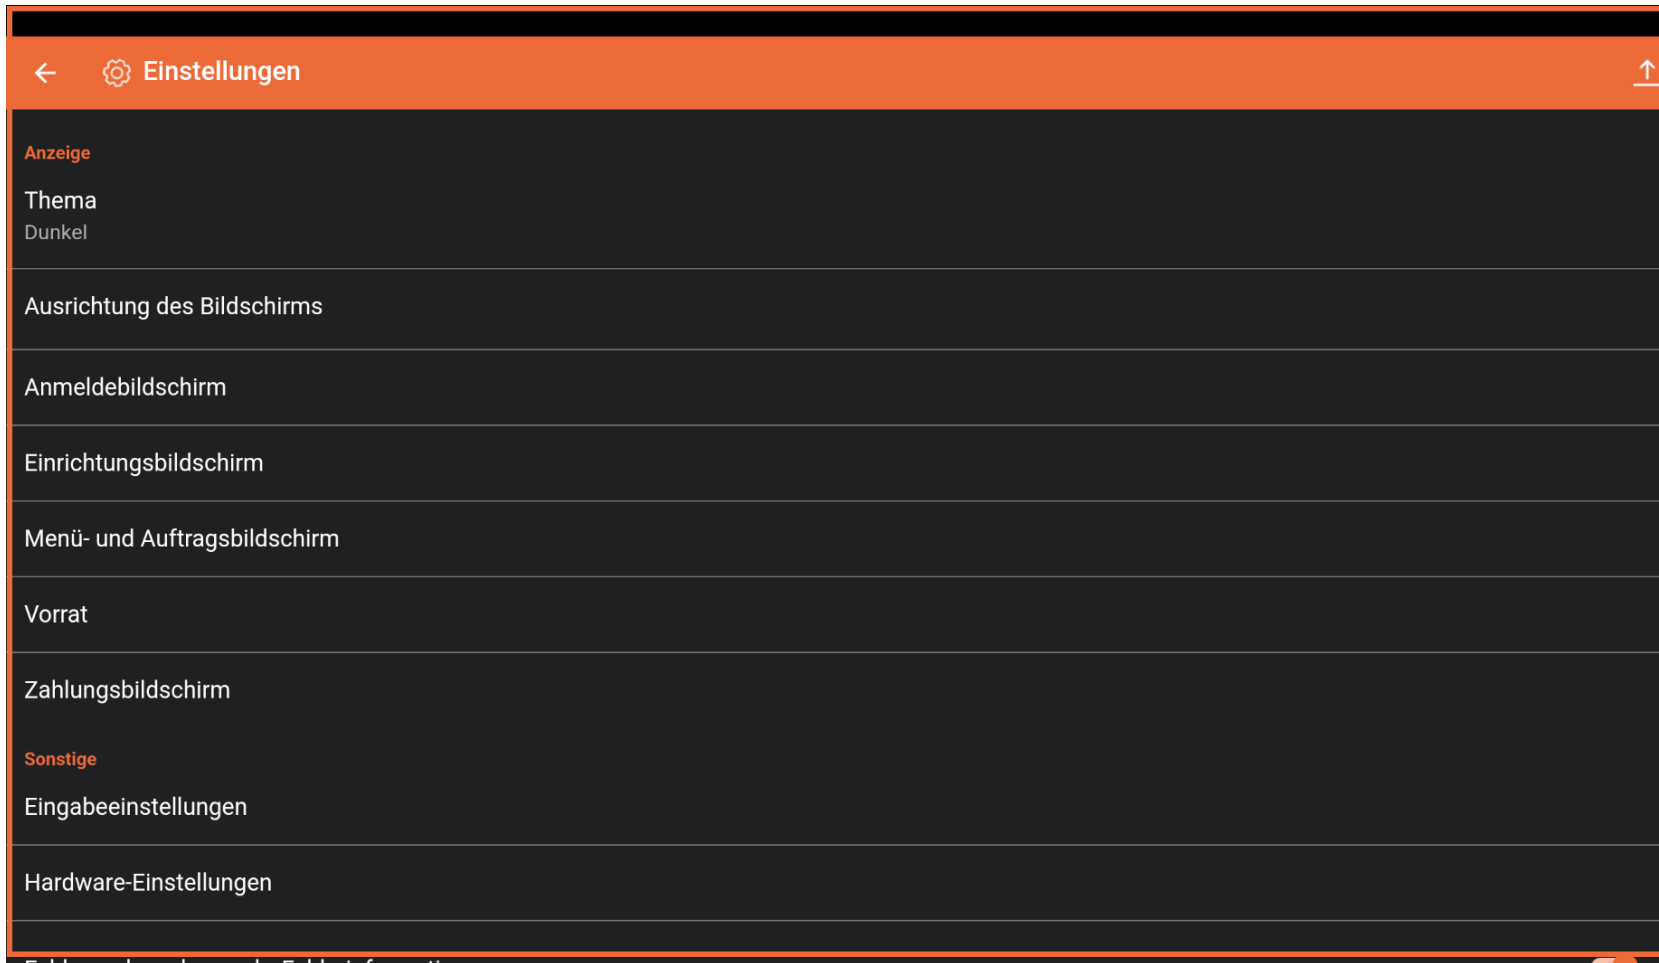 Einstellungen
Anzeige
Thema
Dunkel
Ausrichtung des Bildschirms
Anmeldebildschirm
Einrichtungsbildschirm
Menü- und Auftragsbildschirm
Vorrat
Zahlungsbildschirm
Sonstige
Eingabeeinstellungen
Hardware-Einstellungen